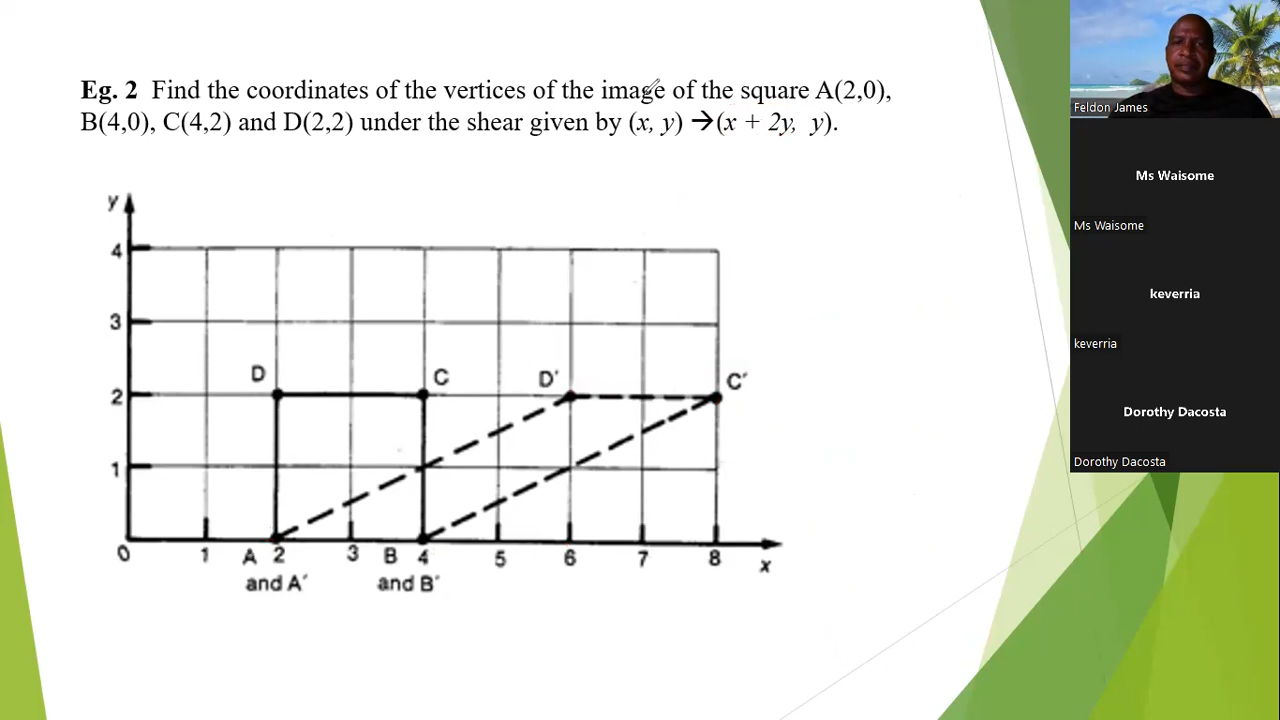 Eg. 2 Find the coordinates of the vertices of the image of the square A(2,0),
B(4,0), C(4,2) and D(2,2) under the shear given by (x, y) ➔(x + 2y, y).
y
4
3
2
1
D
C
D′
C′
0 1 A 2 3 B 4 5 6 7 8 x
and A′ and B′
Feldon James
Ms Waisome
Ms Waisome
keverria
keverria
Dorothy Dacosta
Dorothy Dacosta